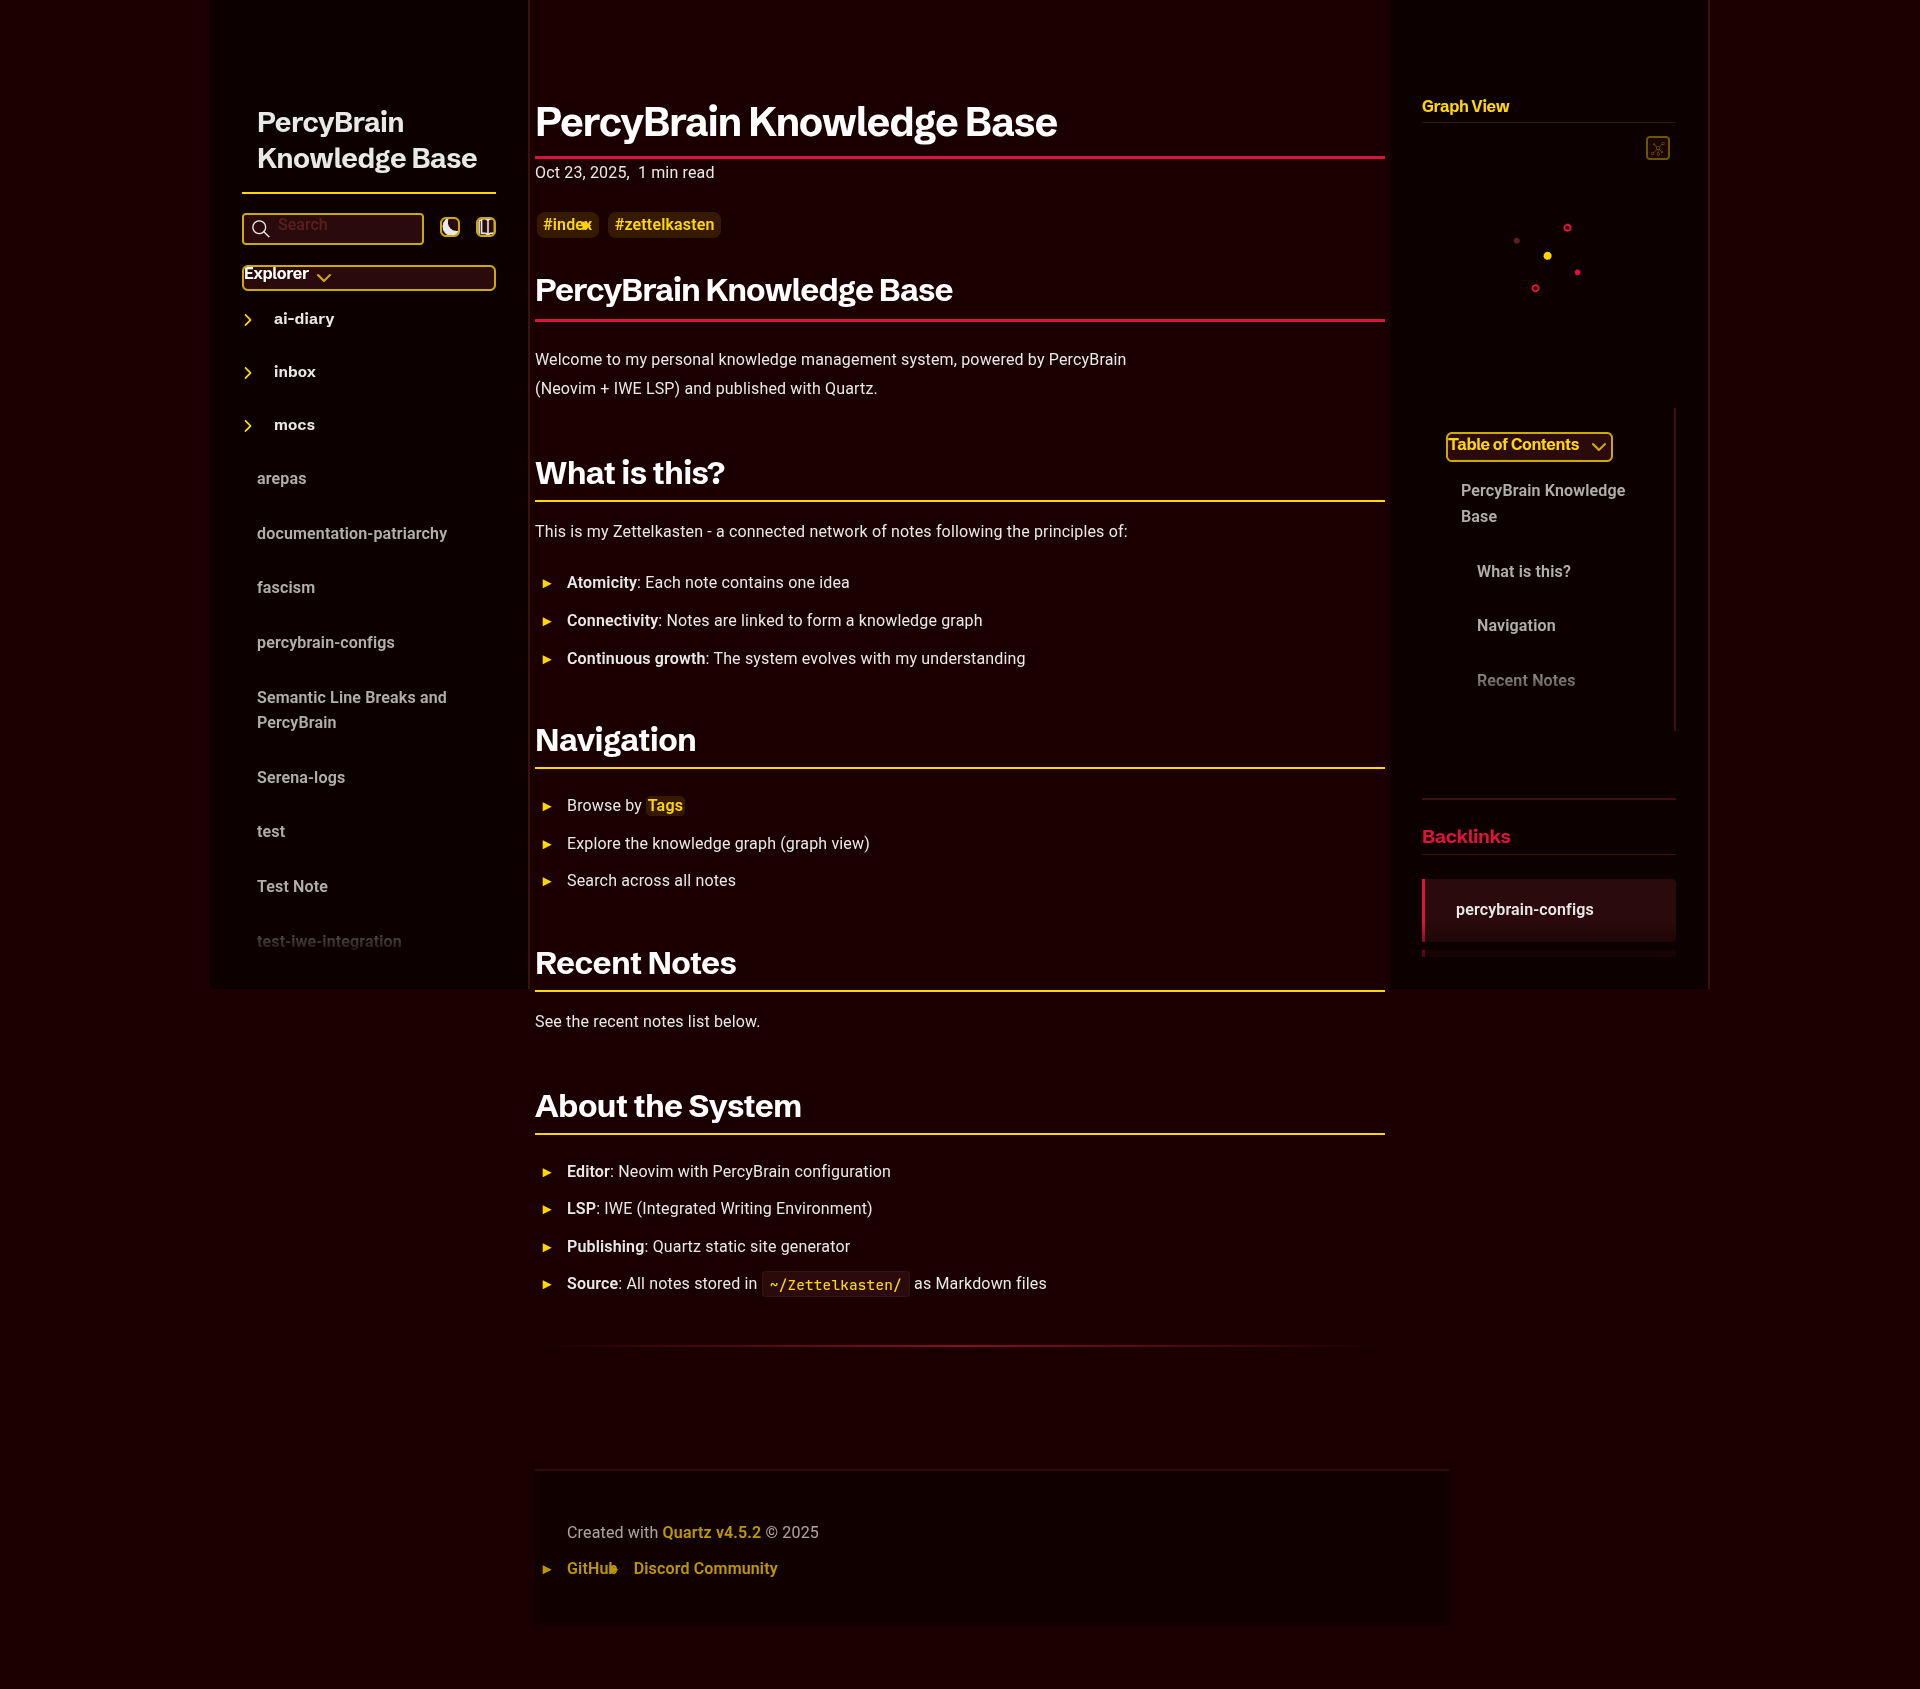 PercyBrain
Knowledge Base
Search
Explorer
ai-diary
inbox
mocs
arepas
documentation-patriarchy
fascism
percybrain-configs
Semantic Line Breaks and
PercyBrain
Serena-logs
test
Test Note
test-iwe-integration
PercyBrain Knowledge Base
Oct 23, 2025, 1 min read
#index #zettelkasten
PercyBrain Knowledge Base
Welcome to my personal knowledge management system, powered by PercyBrain
(Neovim + IWE LSP) and published with Quartz.
What is this?
This is my Zettelkasten - a connected network of notes following the principles of:
► Atomicity: Each note contains one idea
► Connectivity: Notes are linked to form a knowledge graph
► Continuous growth: The system evolves with my understanding
Navigation
► Browse by Tags
► Explore the knowledge graph (graph view)
► Search across all notes
Recent Notes
See the recent notes list below.
About the System
► Editor: Neovim with PercyBrain configuration
► LSP: IWE (Integrated Writing Environment)
► Publishing: Quartz static site generator
► Source: All notes stored in ~/Zettelkasten/ as Markdown files
Created with Quartz v4.5.2 © 2025
► GitHub ► Discord Community
Graph View
Table of Contents
PercyBrain Knowledge
Base
What is this?
Navigation
Recent Notes
Backlinks
percybrain-configs